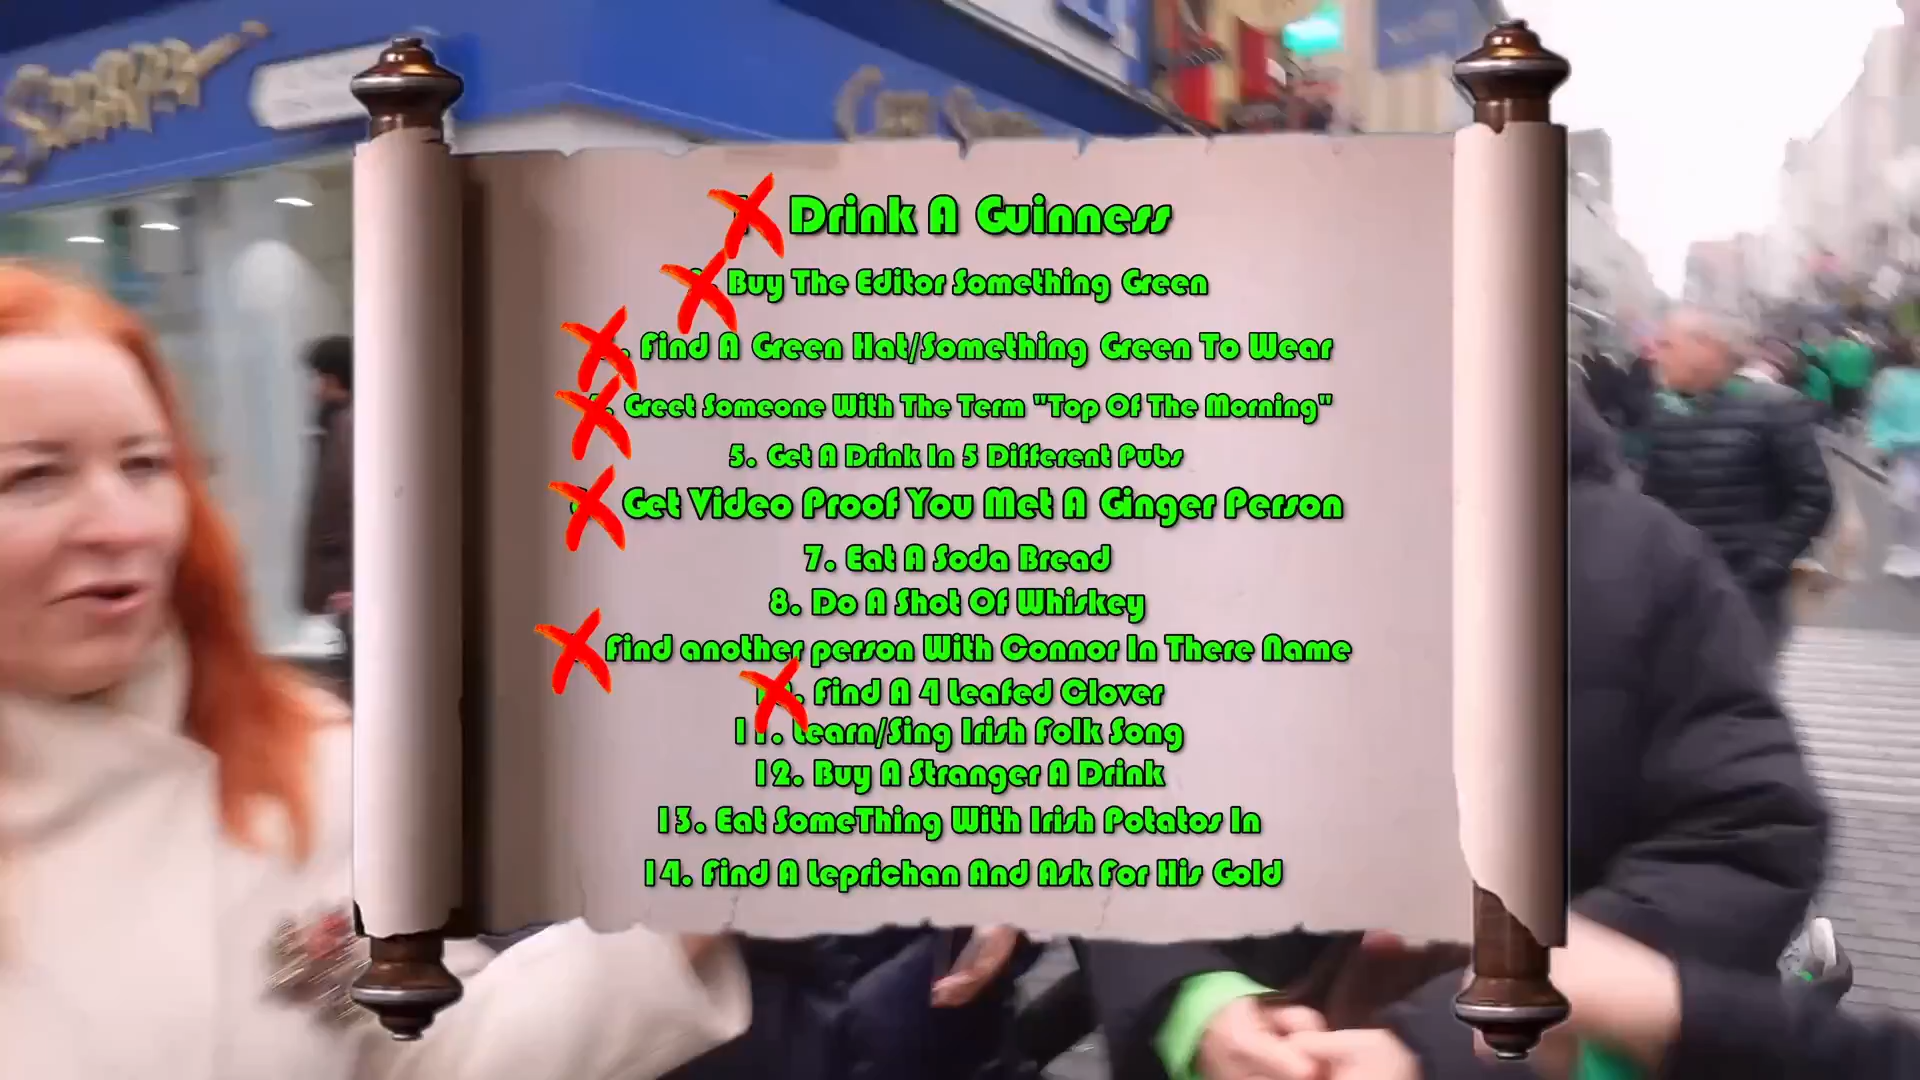 Drink A Guinness
Buy The Editor Something Green
Find A Green Hat/Something Green To Wear
Greet Someone With The Term "Top Of The Morning"
5. Get A Drink In 5 Different Pubs
Get Video Proof You Met A Ginger Person
7. Eat A Soda Bread
8. Do A Shot Of Whiskey
Find another person With Connor In There Name
Find A 4 Leafed Clover
11. Learn/Sing Irish Folk Song
12. Buy A Stranger A Drink
13. Eat SomeThing With Irish Potatos In
14. Find A Leprichan And Ask For His Gold